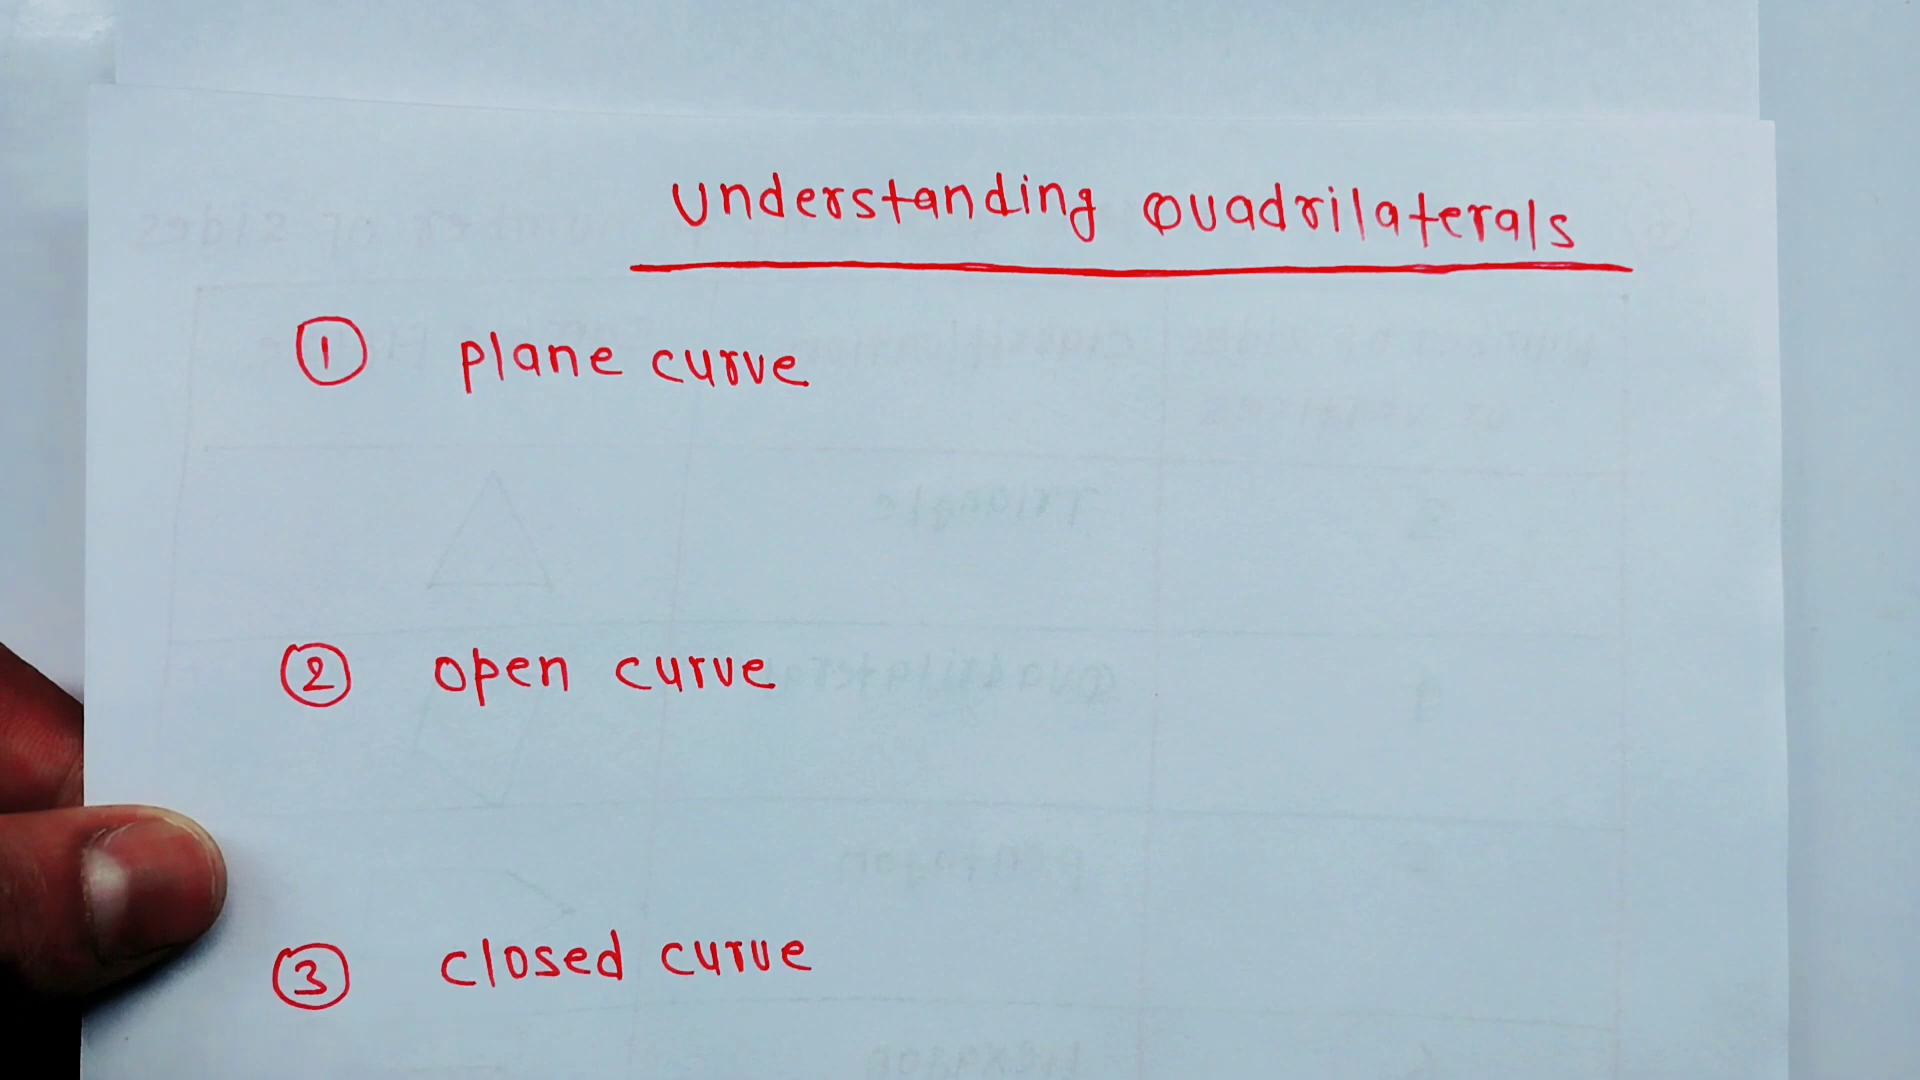 Understanding Quadrilaterals
① plane curve
② open curve
③ closed curve